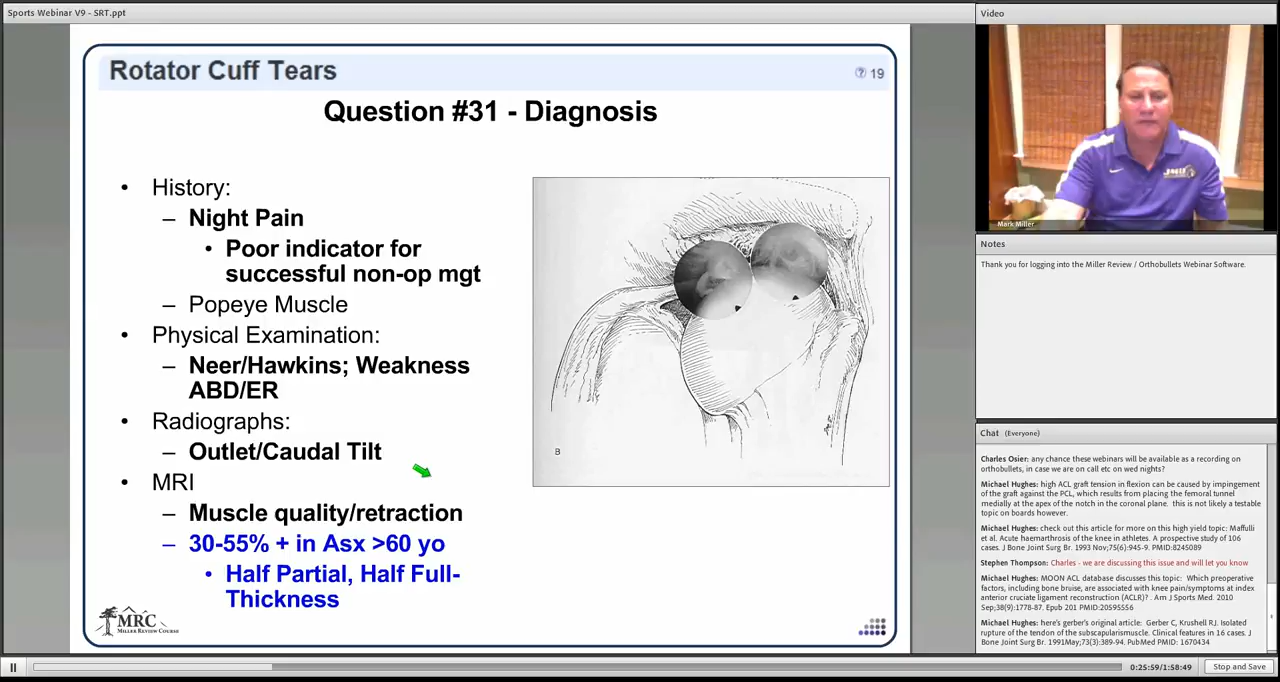 Sports Webinar V9 - SRT.ppt
Rotator Cuff Tears
? 19
Question #31 - Diagnosis
• History:
– Night Pain
• Poor indicator for
successful non-op mgt
– Popeye Muscle
• Physical Examination:
– Neer/Hawkins; Weakness
ABD/ER
• Radiographs:
– Outlet/Caudal Tilt
• MRI
– Muscle quality/retraction
– 30-55% + in Asx >60 yo
• Half Partial, Half Full-
Thickness
B
MRC
MILLER REVIEW COURSE
Video
Mark Miller
Notes
Thank you for logging into the Miller Review / Orthobullets Webinar Software.
Chat (Everyone)
Charles Osier: any chance these webinars will be available as a recording on
orthobullets, in case we are on call etc on wed nights?
Michael Hughes: high ACL graft tension in flexion can be caused by impingement
of the graft against the PCL, which results from placing the femoral tunnel
medially at the apex of the notch in the coronal plane. this is not likely a testable
topic on boards however.
Michael Hughes: check out this article for more on this high yield topic: Maffulli
et al. Acute haemarthrosis of the knee in athletes. A prospective study of 106
cases. J Bone Joint Surg Br. 1993 Nov;75(6):945-9. PMID:8245089
Stephen Thompson: Charles - we are discussing this issue and will let you know
Michael Hughes: MOON ACL database discusses this topic: Which preoperative
factors, including bone bruise, are associated with knee pain/symptoms at index
anterior cruciate ligament reconstruction (ACLR)? . Am J Sports Med. 2010
Sep;38(9):1778-87. Epub 201 PMID:20595556
Michael Hughes: here's gerber's original article: Gerber C, Krushell RJ. Isolated
rupture of the tendon of the subscapularismuscle. Clinical features in 16 cases. J
Bone Joint Surg Br. 1991May;73(3):389-94. PubMed PMID: 1670434
0:25:59/1:58:49
Stop and Save